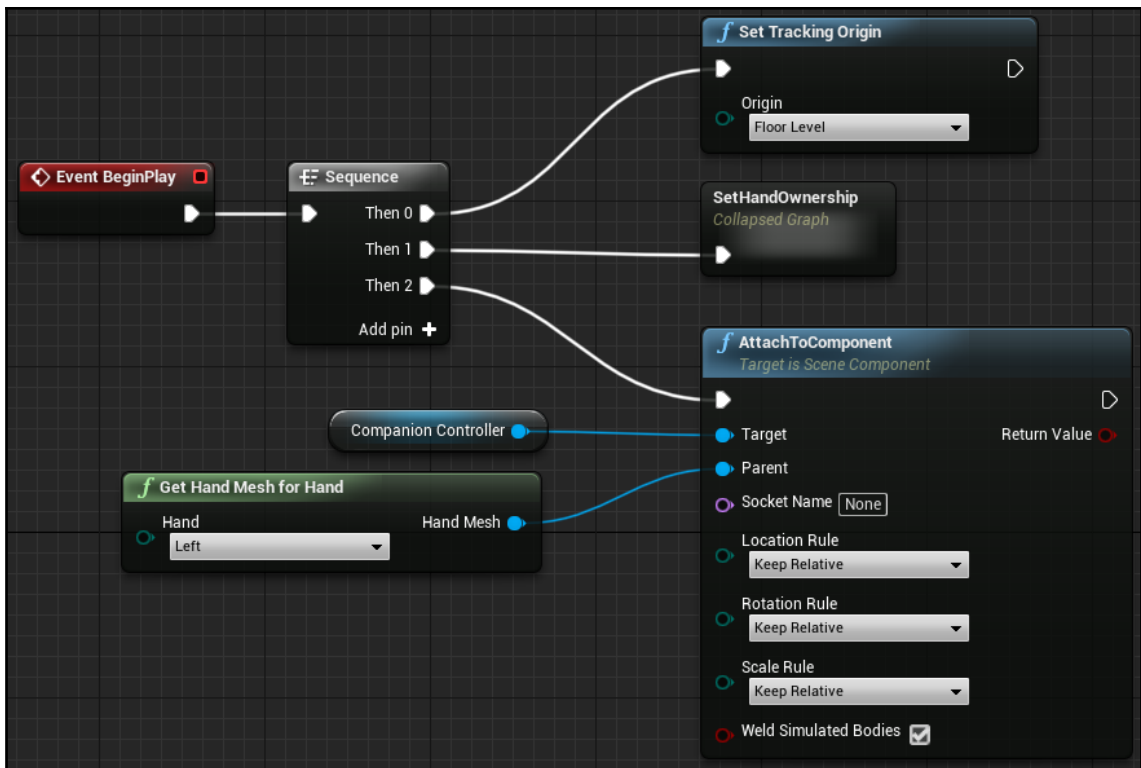 Set Tracking Origin
Origin
Floor Level
Event BeginPlay
Sequence
Then 0
Then 1
Then 2
Add pin
SetHandOwnership
Collapsed Graph
AttachToComponent
Target is Scene Component
Companion Controller
Target
Return Value
Parent
Get Hand Mesh for Hand
Hand
Hand Mesh
Left
Socket Name None
Location Rule
Keep Relative
Rotation Rule
Keep Relative
Scale Rule
Keep Relative
Weld Simulated Bodies